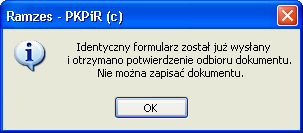 Ramzes - PKPiR (c)
Identyczny formularz został już wysłany
i otrzymano potwierdzenie odbioru dokumentu.
Nie można zapisać dokumentu.
OK